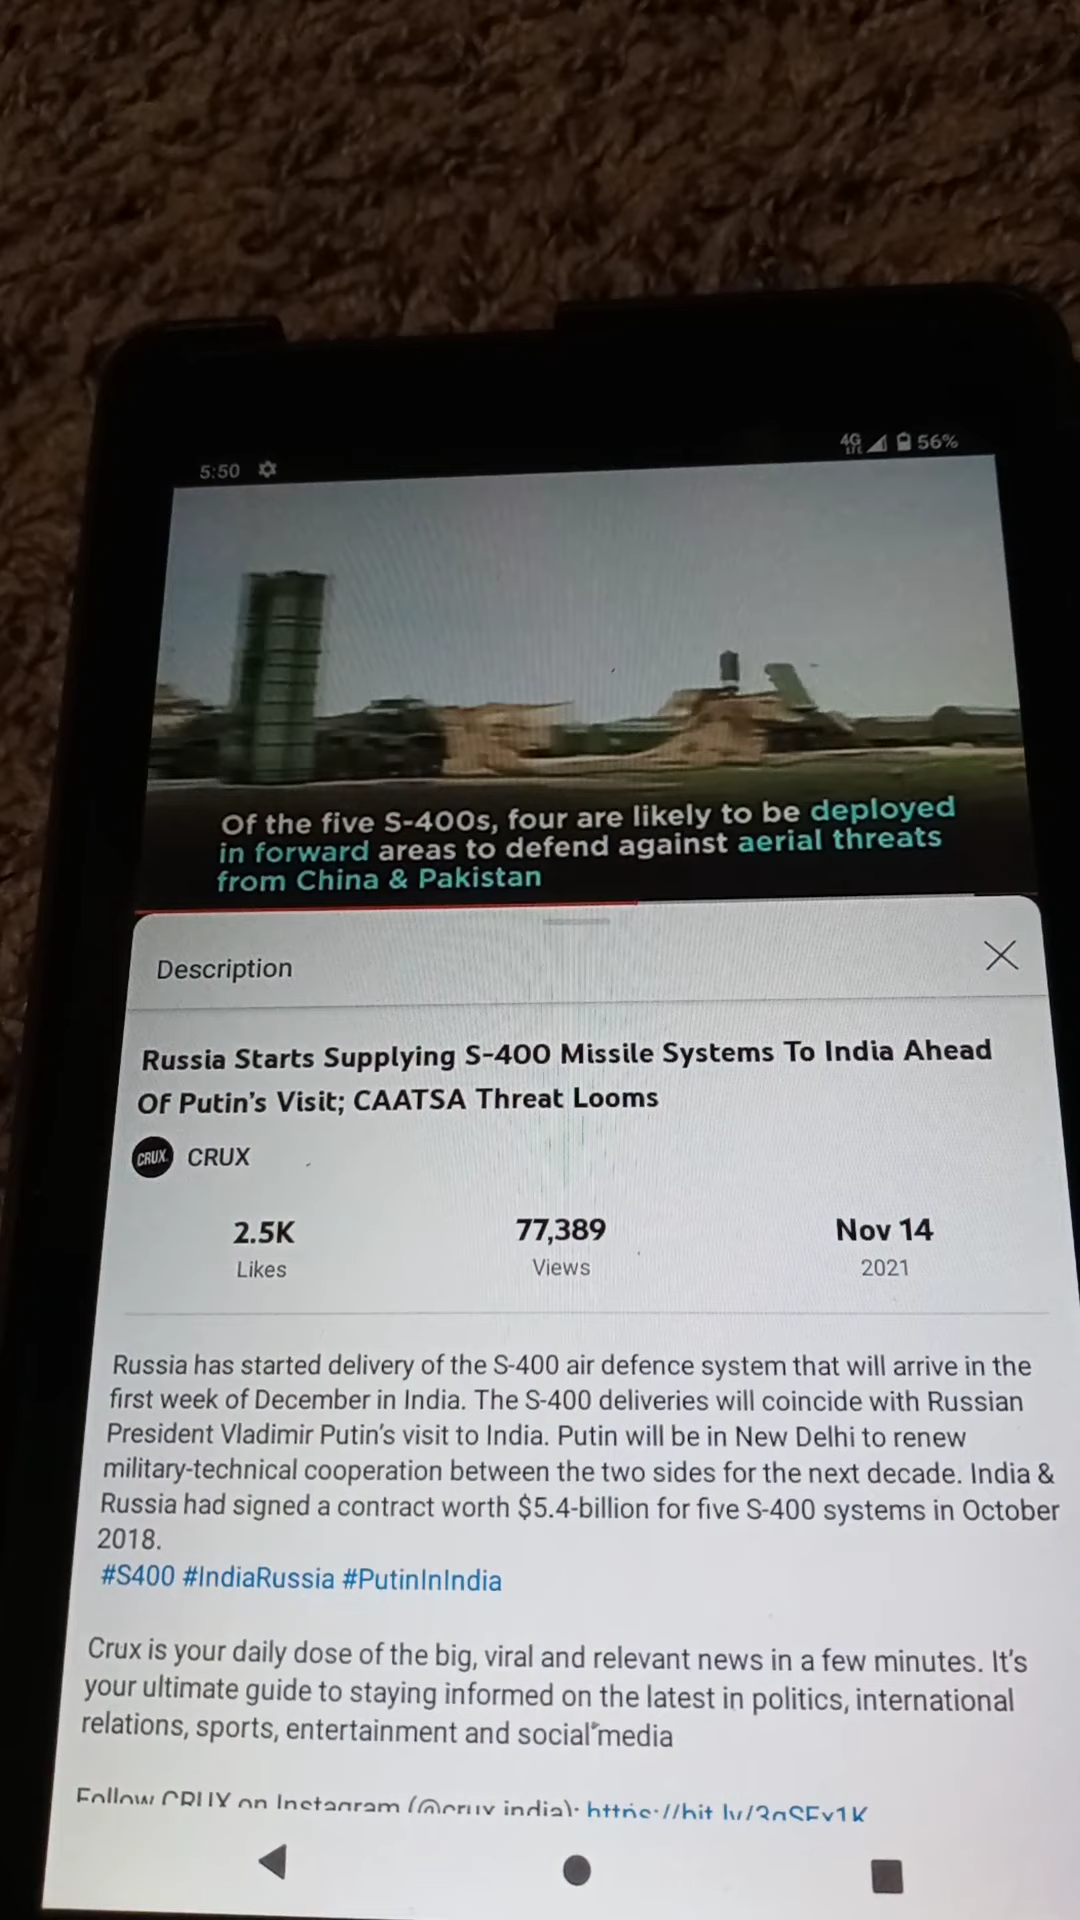 5:50
4G LTE 56%
Of the five S-400s, four are likely to be deployed
in forward areas to defend against aerial threats
from China & Pakistan
Description
Russia Starts Supplying S-400 Missile Systems To India Ahead
Of Putin's Visit; CAATSA Threat Looms
CRUX. CRUX
2.5K 77,389 Nov 14
Likes Views 2021
Russia has started delivery of the S-400 air defence system that will arrive in the
first week of December in India. The S-400 deliveries will coincide with Russian
President Vladimir Putin's visit to India. Putin will be in New Delhi to renew
military-technical cooperation between the two sides for the next decade. India &
Russia had signed a contract worth $5.4-billion for five S-400 systems in October
2018.
#S400 #IndiaRussia #PutinInIndia
Crux is your daily dose of the big, viral and relevant news in a few minutes. It's
your ultimate guide to staying informed on the latest in politics, international
relations, sports, entertainment and social media
Follow CRUX on Instagram (@crux.india):